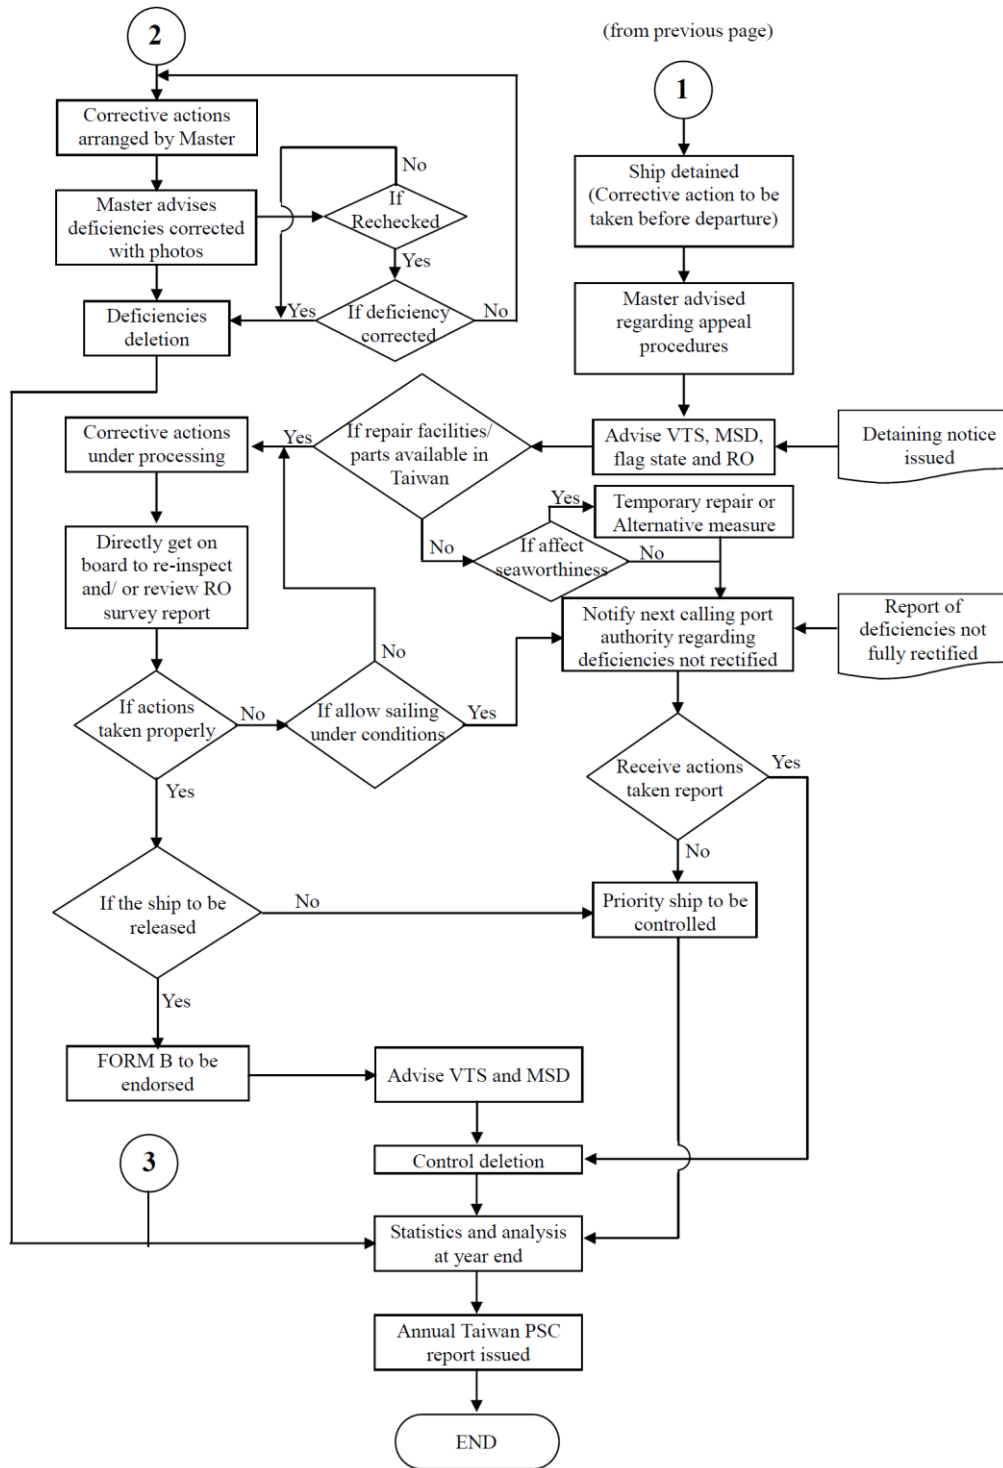 (from previous page)
2
1
Corrective actions
arranged by Master
No
If
Rechecked
Yes
Master advises
deficiencies corrected
with photos
Ship detained
(Corrective action to be
taken before departure)
Deficiencies
deletion
Yes
If deficiency
corrected
No
Master advised
regarding appeal
procedures
Corrective actions
under processing
Yes
If repair facilities/
parts available in
Taiwan
Advise VTS, MSD,
flag state and RO
Detaining notice
issued
Yes
Temporary repair or
Alternative measure
No
If affect
seaworthiness
No
Directly get on
board to re-inspect
and/ or review RO
survey report
Notify next calling port
authority regarding
deficiencies not rectified
Report of
deficiencies not
fully rectified
No
If actions
taken properly
No
If allow sailing
under conditions
Yes
Yes
Receive actions
taken report
Yes
No
If the ship to be
released
No
Priority ship to be
controlled
Yes
FORM B to be
endorsed
Advise VTS and MSD
3
Control deletion
Statistics and analysis
at year end
Annual Taiwan PSC
report issued
END